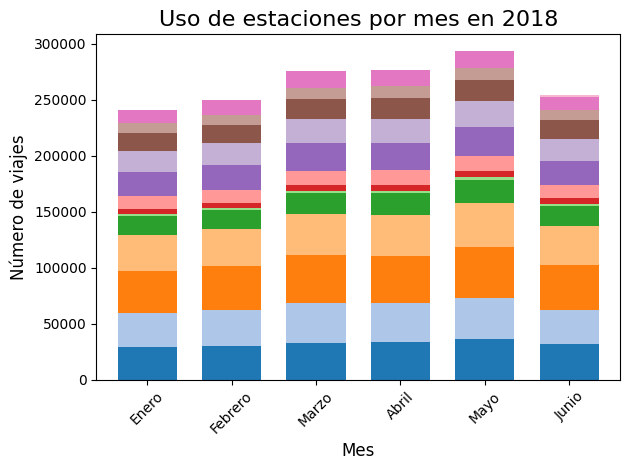 Uso de estaciones por mes en 2018
Número de viajes
300000
250000
200000
150000
100000
50000
0
Enero
Febrero
Marzo
Abril
Mayo
Junio
Mes